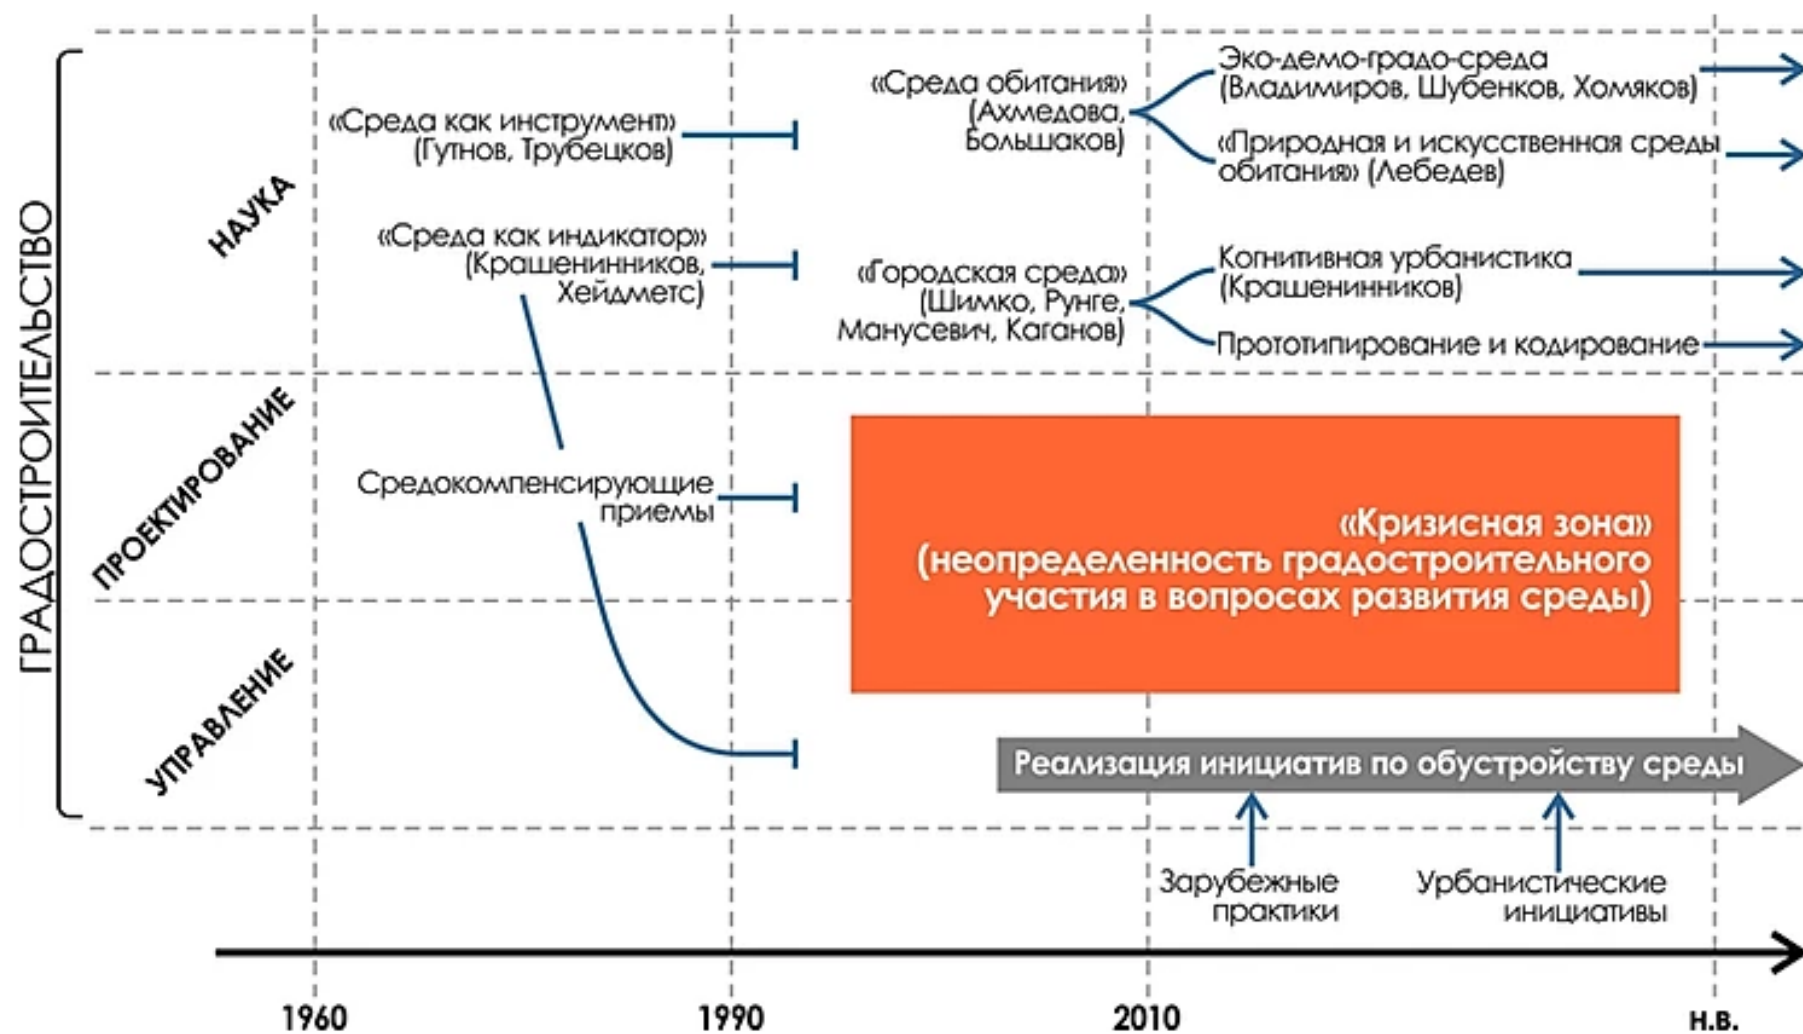 ГРАДОСТРОИТЕЛЬСТВО
НАУКА
«Среда как инструмент»
(Гутнов, Трубецков)
«Среда как индикатор»
(Крашенинников,
Хейдметс)
«Среда обитания»
(Ахмедова,
Большаков)
Эко-демо-градо-среда
(Владимиров, Шубенков, Хомяков)
«Природная и искусственная среды
обитания» (Лебедев)
«Городская среда»
(Шимко, Рунге,
Манусевич, Каганов)
Когнитивная урбанистика
(Крашенинников)
Прототипирование и кодирование
ПРОЕКТИРОВАНИЕ
Средокомпенсирующие
приемы
«Кризисная зона»
(неопределенность градостроительного
участия в вопросах развития среды)
УПРАВЛЕНИЕ
Реализация инициатив по обустройству среды
Зарубежные
практики
Урбанистические
инициативы
1960
1990
2010
н.в.